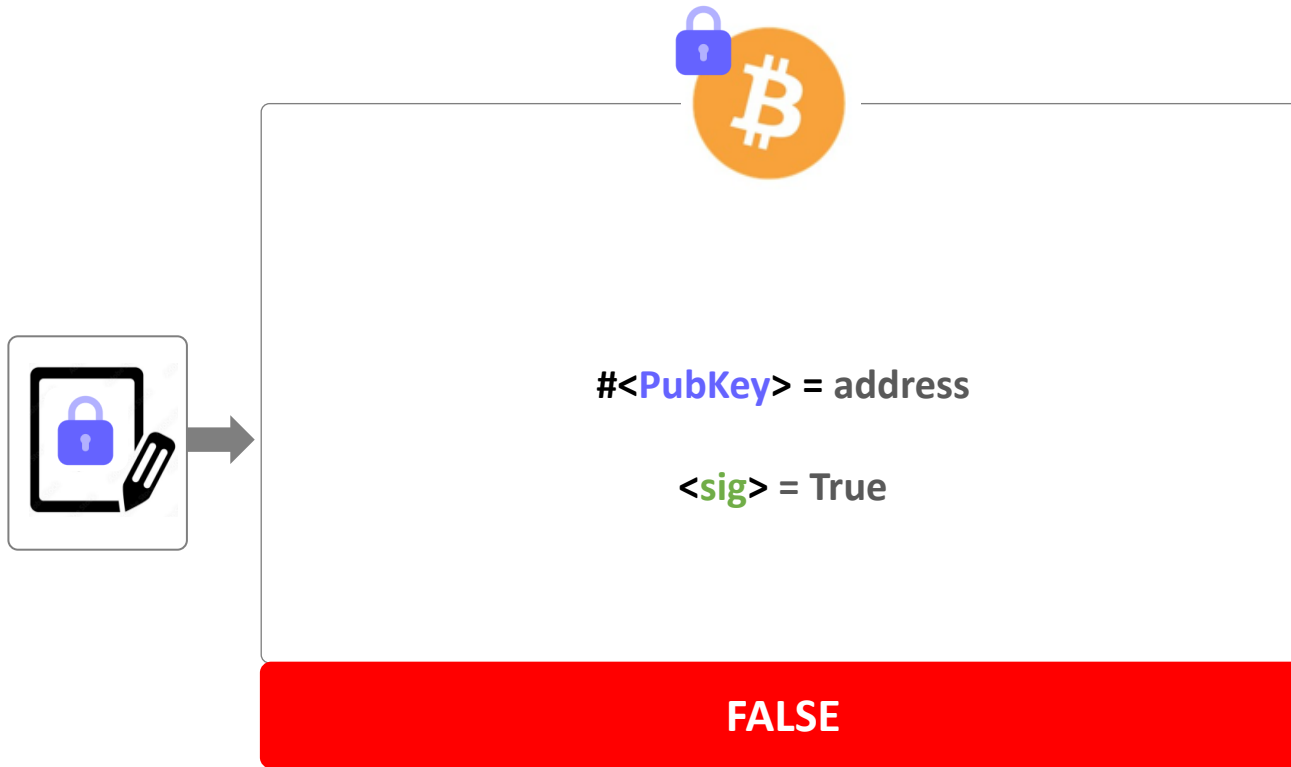 #<PubKey> = address
<sig> = True
FALSE